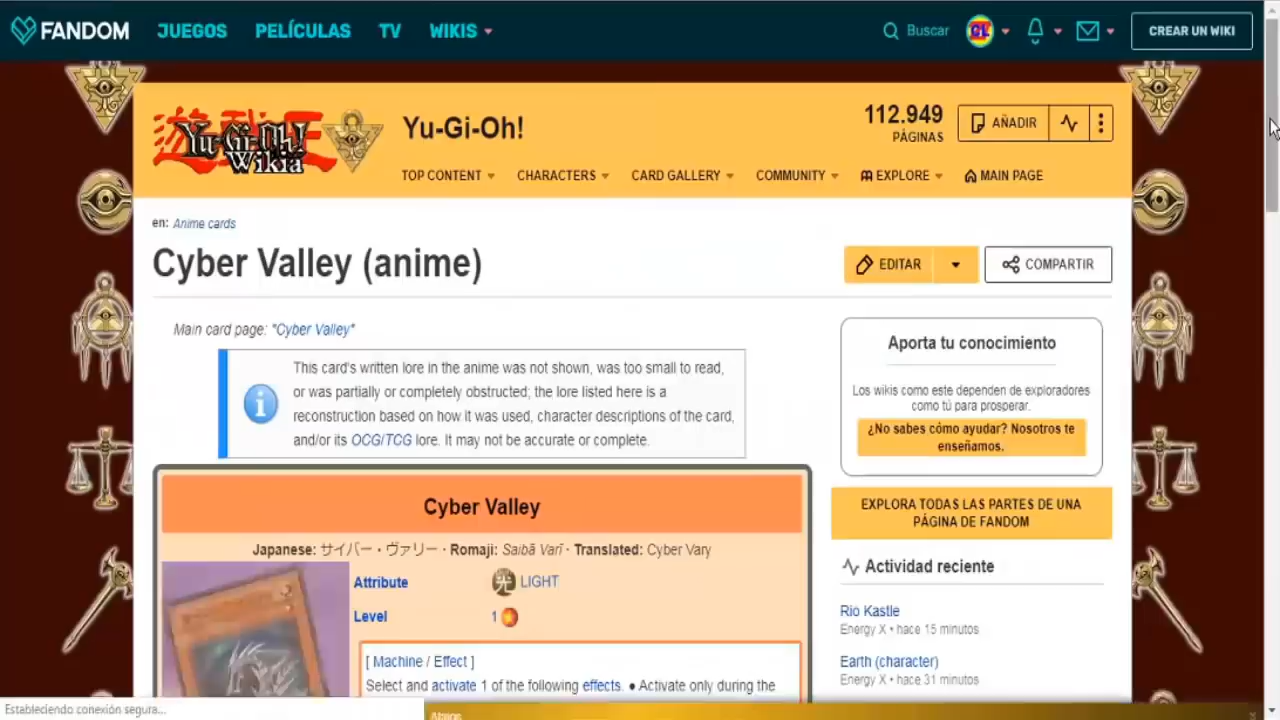 FANDOM JUEGOS PELÍCULAS TV WIKIS Buscar CREAR UN WIKI
Yu-Gi-Oh! Wikia
Yu-Gi-Oh!
112.949
PÁGINAS
AÑADIR
TOP CONTENT CHARACTERS CARD GALLERY COMMUNITY EXPLORE MAIN PAGE
en: Anime cards
Cyber Valley (anime)
EDITAR
COMPARTIR
Main card page: "Cyber Valley"
This card's written lore in the anime was not shown, was too small to read,
or was partially or completely obstructed; the lore listed here is a
reconstruction based on how it was used, character descriptions of the card,
and/or its OCG/TCG lore. It may not be accurate or complete.
Cyber Valley
Japanese: サイバー・ヴァリー · Romaji: Saibā Varī · Translated: Cyber Vary
Attribute
光 LIGHT
Level
1
[ Machine / Effect ]
Select and activate 1 of the following effects. ● Activate only during the
Aporta tu conocimiento
Los wikis como este dependen de exploradores
como tú para prosperar.
¿No sabes cómo ayudar? Nosotros te
enseñamos.
EXPLORA TODAS LAS PARTES DE UNA
PÁGINA DE FANDOM
Actividad reciente
Rio Kastle
Energy X • hace 15 minutos
Earth (character)
Energy X • hace 31 minutos
Estableciendo conexión segura...